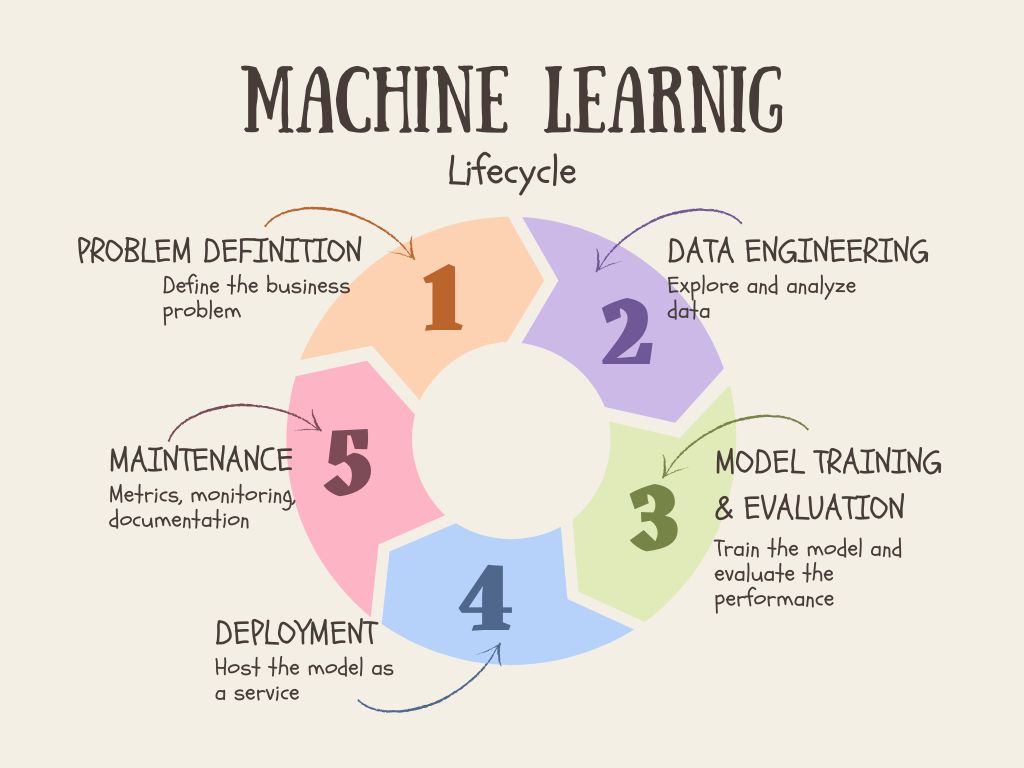 MACHINE LEARNIG
Lifecycle
PROBLEM DEFINITION
Define the business
problem
1
DATA ENGINEERING
Explore and analyze
data
2
MODEL TRAINING
& EVALUATION
Train the model and
evaluate the
performance
3
DEPLOYMENT
Host the model as
a service
4
MAINTENANCE
Metrics, monitoring,
documentation
5